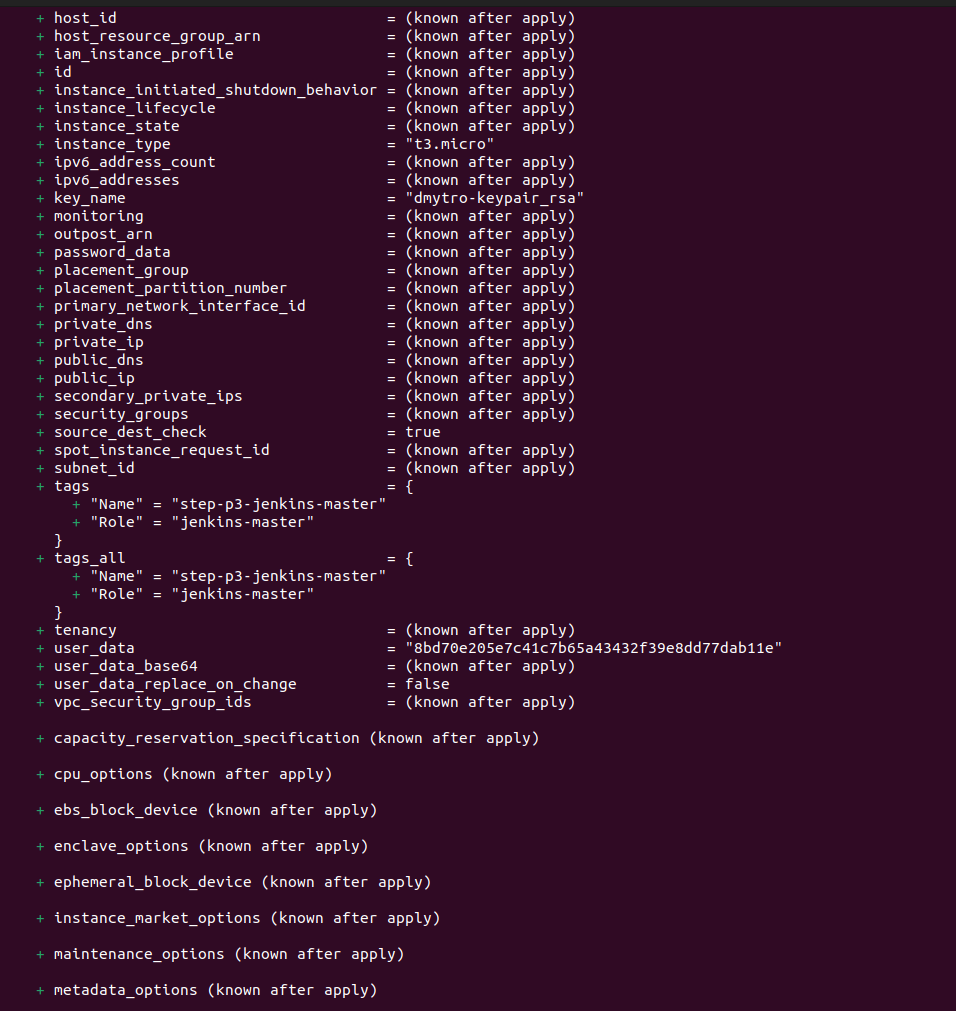 + host_id                              = (known after apply)
+ host_resource_group_arn              = (known after apply)
+ iam_instance_profile                 = (known after apply)
+ id                                   = (known after apply)
+ instance_initiated_shutdown_behavior = (known after apply)
+ instance_lifecycle                   = (known after apply)
+ instance_state                       = (known after apply)
+ instance_type                        = "t3.micro"
+ ipv6_address_count                   = (known after apply)
+ ipv6_addresses                       = (known after apply)
+ key_name                             = "dmytro-keypair_rsa"
+ monitoring                           = (known after apply)
+ outpost_arn                          = (known after apply)
+ password_data                        = (known after apply)
+ placement_group                      = (known after apply)
+ placement_partition_number           = (known after apply)
+ primary_network_interface_id         = (known after apply)
+ private_dns                          = (known after apply)
+ private_ip                           = (known after apply)
+ public_dns                           = (known after apply)
+ public_ip                            = (known after apply)
+ secondary_private_ips                = (known after apply)
+ security_groups                      = (known after apply)
+ source_dest_check                    = true
+ spot_instance_request_id             = (known after apply)
+ subnet_id                            = (known after apply)
+ tags                                 = {
    + "Name" = "step-p3-jenkins-master"
    + "Role" = "jenkins-master"
  }
+ tags_all                             = {
    + "Name" = "step-p3-jenkins-master"
    + "Role" = "jenkins-master"
  }
+ tenancy                              = (known after apply)
+ user_data                            = "8bd70e205e7c41c7b65a43432f39e8dd77dab11e"
+ user_data_base64                     = (known after apply)
+ user_data_replace_on_change          = false
+ vpc_security_group_ids               = (known after apply)
+ capacity_reservation_specification (known after apply)
+ cpu_options (known after apply)
+ ebs_block_device (known after apply)
+ enclave_options (known after apply)
+ ephemeral_block_device (known after apply)
+ instance_market_options (known after apply)
+ maintenance_options (known after apply)
+ metadata_options (known after apply)